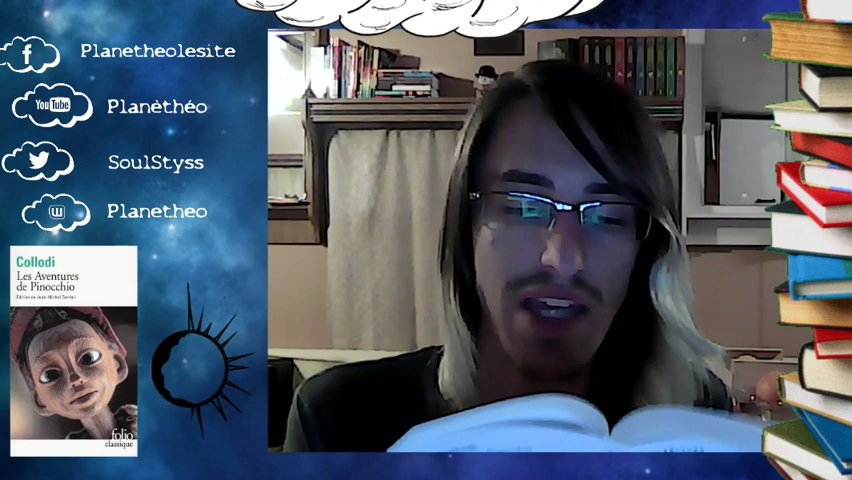 f
Planetheolesite
You Tube
Planèthéo
SoulStyss
W
Planetheo
Collodi
Les Aventures
de Pinocchio
folio
classique